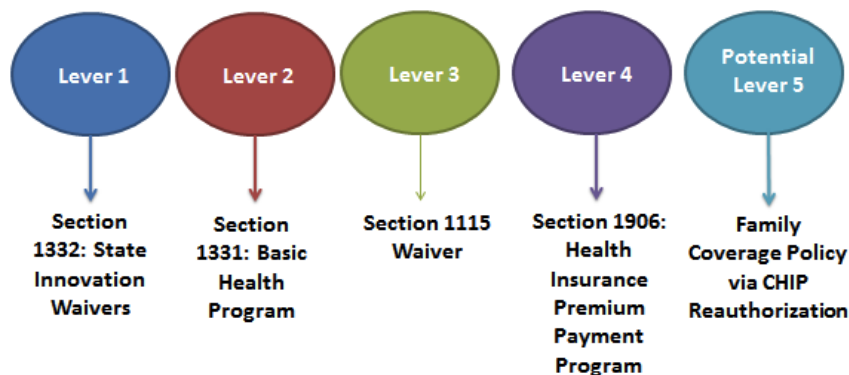 Lever 1
Lever 2
Lever 3
Lever 4
Potential
Lever 5
Section
1332: State
Innovation
Waivers
Section
1331: Basic
Health
Program
Section 1115
Waiver
Section 1906:
Health
Insurance
Premium
Payment
Program
Family
Coverage Policy
via CHIP
Reauthorization